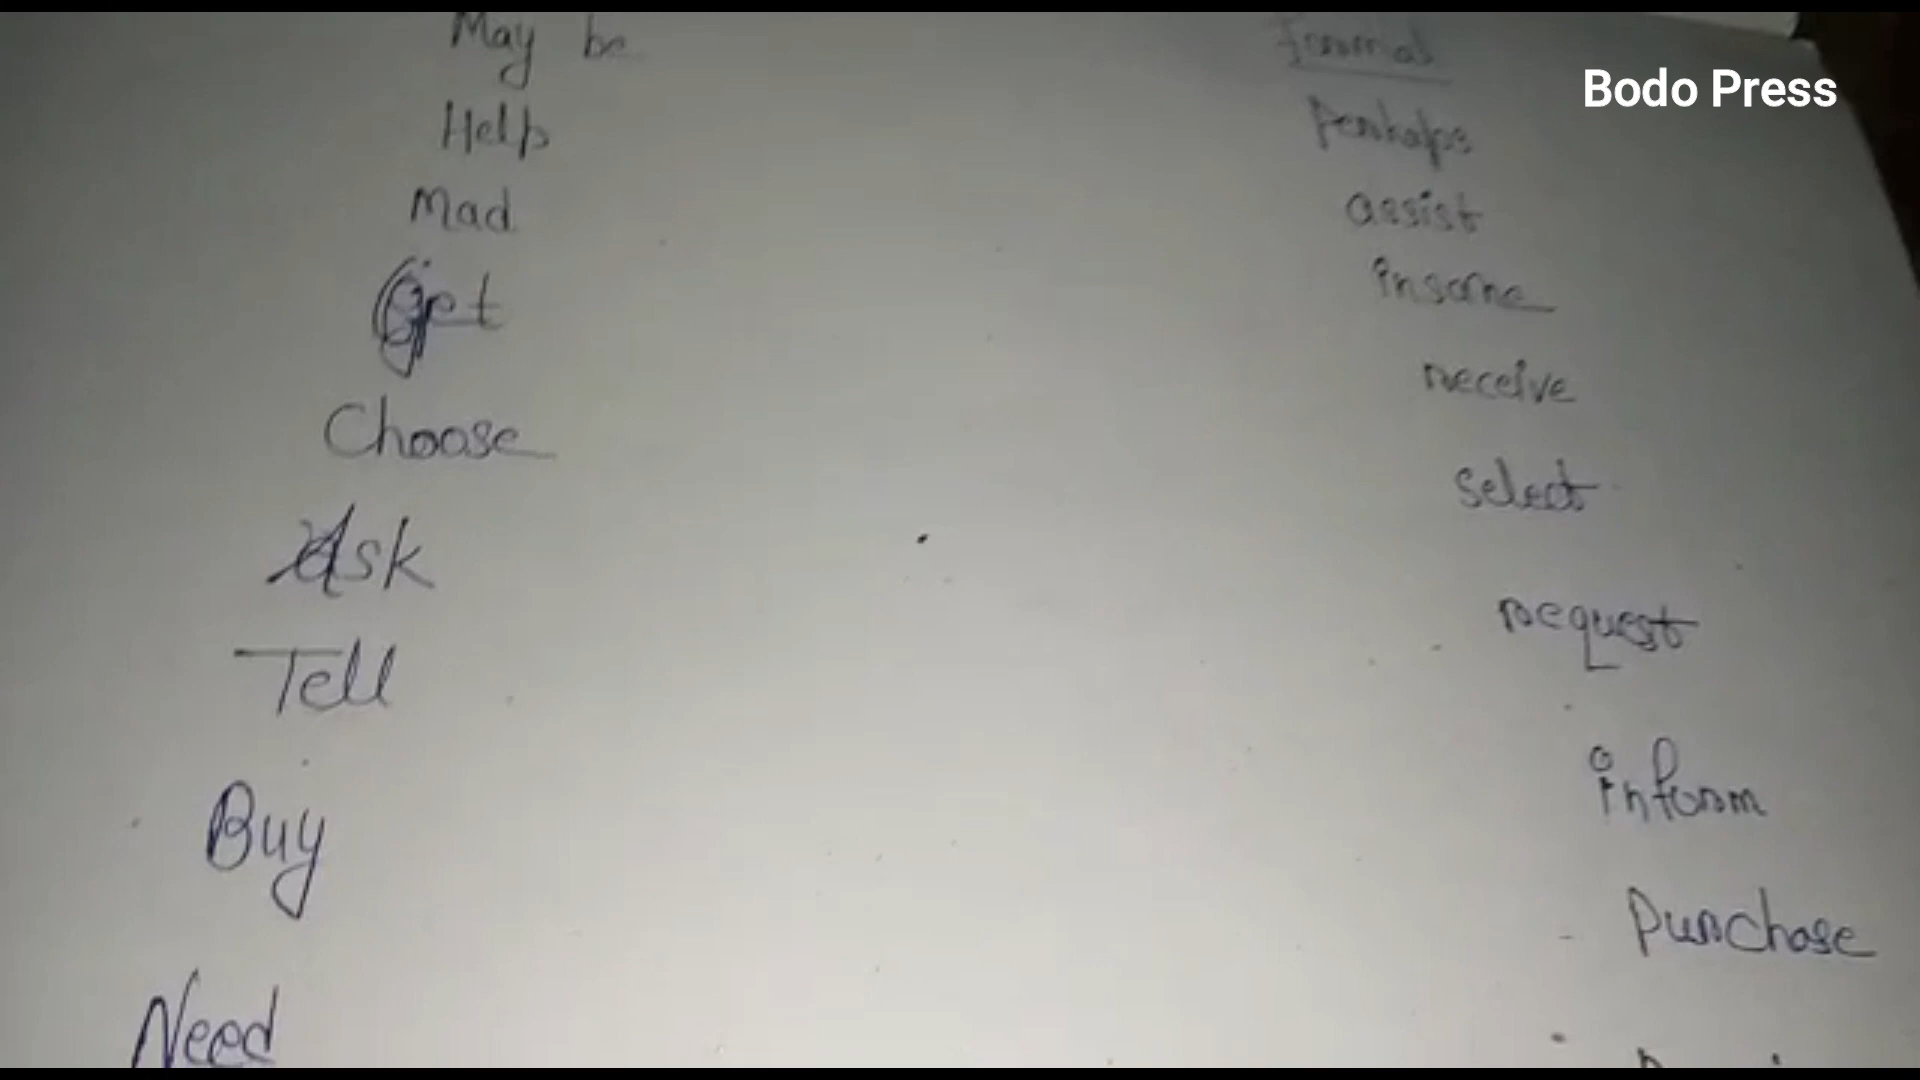 May be
formal
Bodo Press
Help
perhaps
Mad
assist
insane
Get
receive
Choose
select
Ask
request
Tell
inform
Buy
Purchase
Need